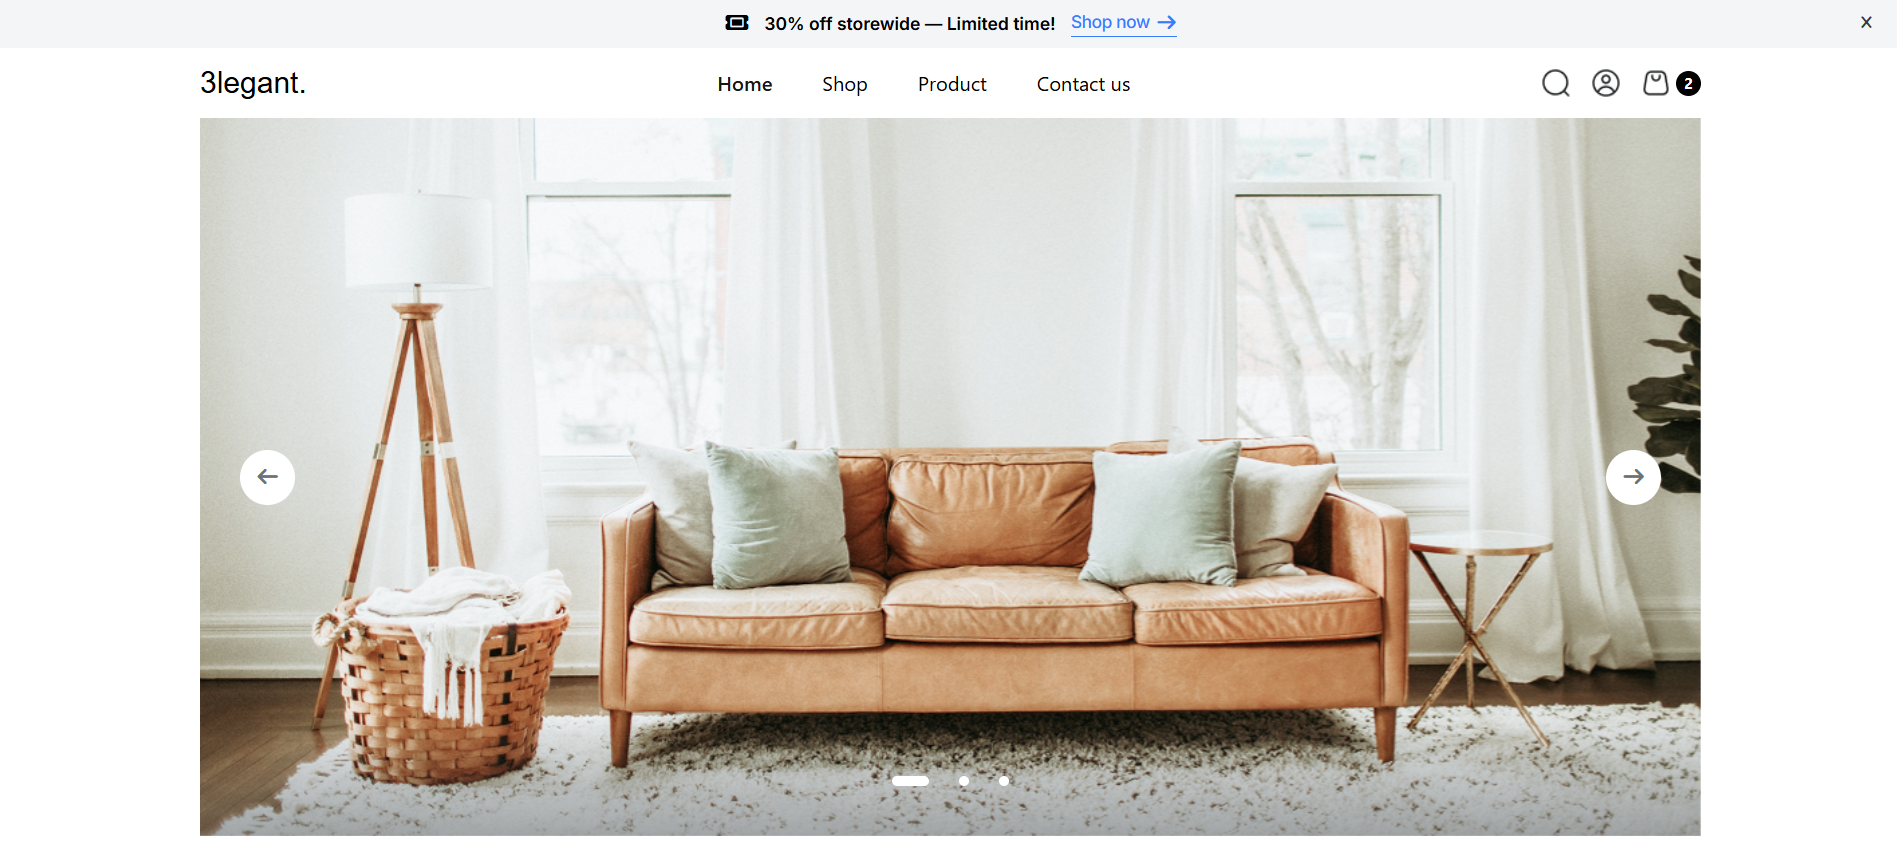 30% off storewide — Limited time! Shop now
3legant.
Home Shop Product Contact us
2